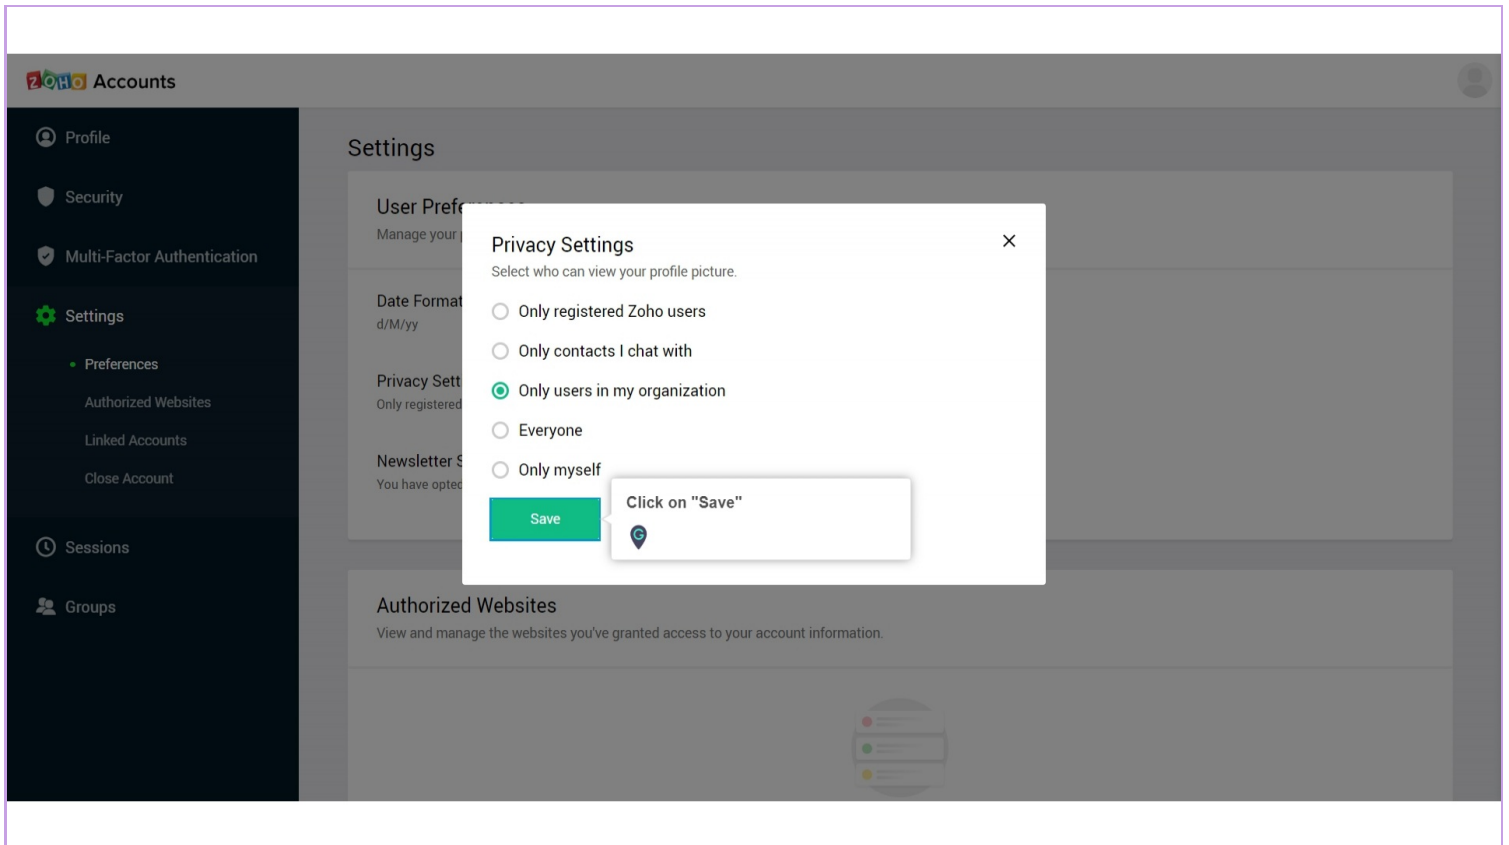 ZOHO Accounts
Profile
Security
Multi-Factor Authentication
Settings
Preferences
Authorized Websites
Linked Accounts
Close Account
Sessions
Groups
Settings
User
Manage your
Date Format
d/M/yy
Privacy
Only registered
Newsletter
You have
Privacy Settings
Select who can view your profile picture.
Only registered Zoho users
Only contacts I chat with
Only users in my organization
Everyone
Only myself
Save
Click on "Save"
G
Authorized Websites
View and manage the websites you've granted access to your account information.